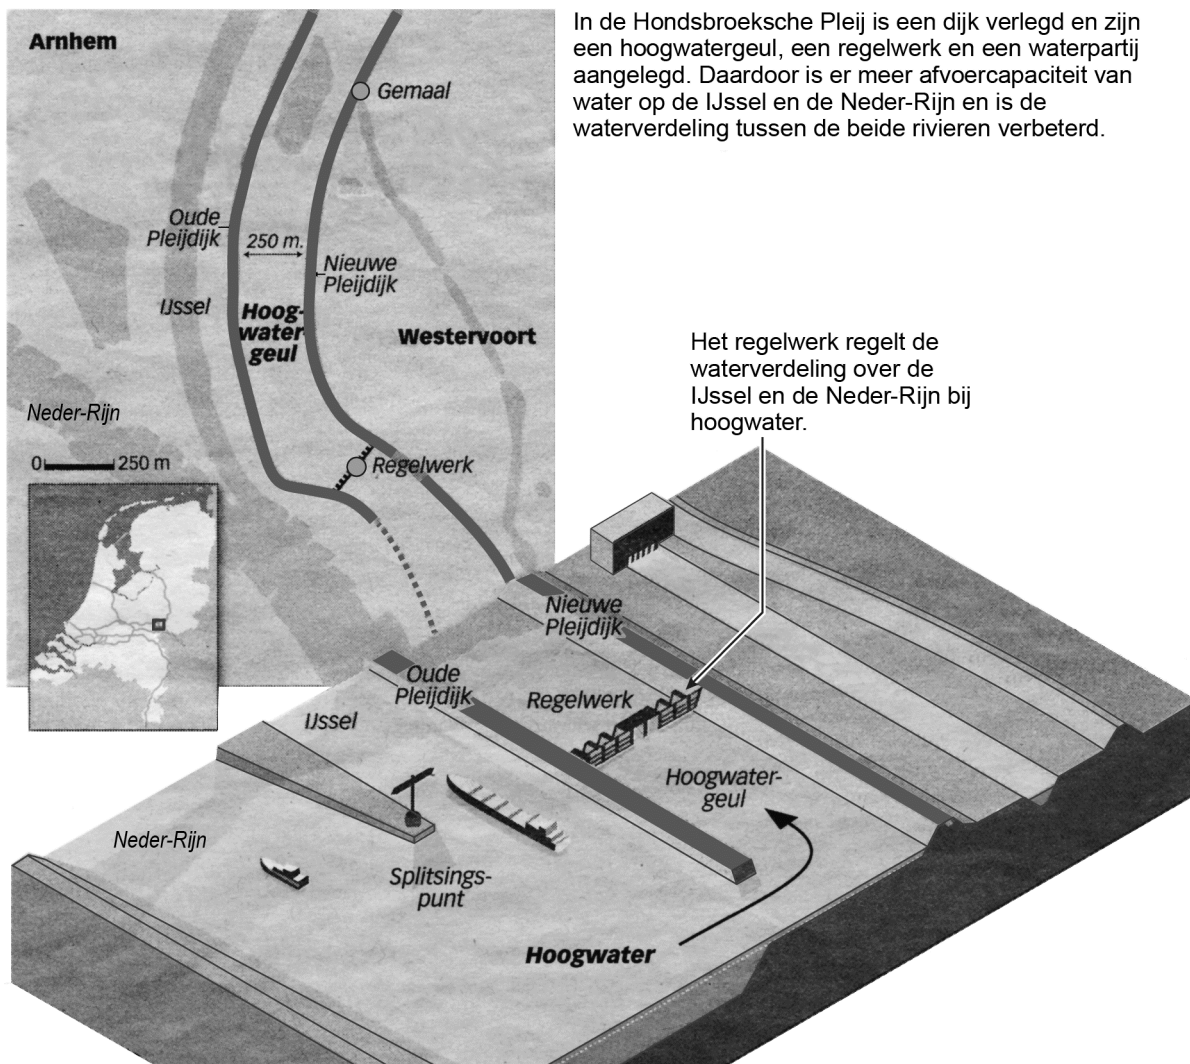 In de Hondsbroeksche Pleij is een dijk verlegd en zijn
een hoogwatergeul, een regelwerk en een waterpartij
aangelegd. Daardoor is er meer afvoercapaciteit van
water op de IJssel en de Neder-Rijn en is de
waterverdeling tussen de beide rivieren verbeterd.
Arnhem
Gemaal
Oude
Pleijdijk
250 m.
Nieuwe
Pleijdijk
IJssel
Hoog-
water-
geul
Westervoort
Neder-Rijn
0 250 m
Regelwerk
Het regelwerk regelt de
waterverdeling over de
IJssel en de Neder-Rijn bij
hoogwater.
Nieuwe
Pleijdijk
Oude
Pleijdijk
Regelwerk
IJssel
Hoogwater-
geul
Neder-Rijn
Splitsings-
punt
Hoogwater